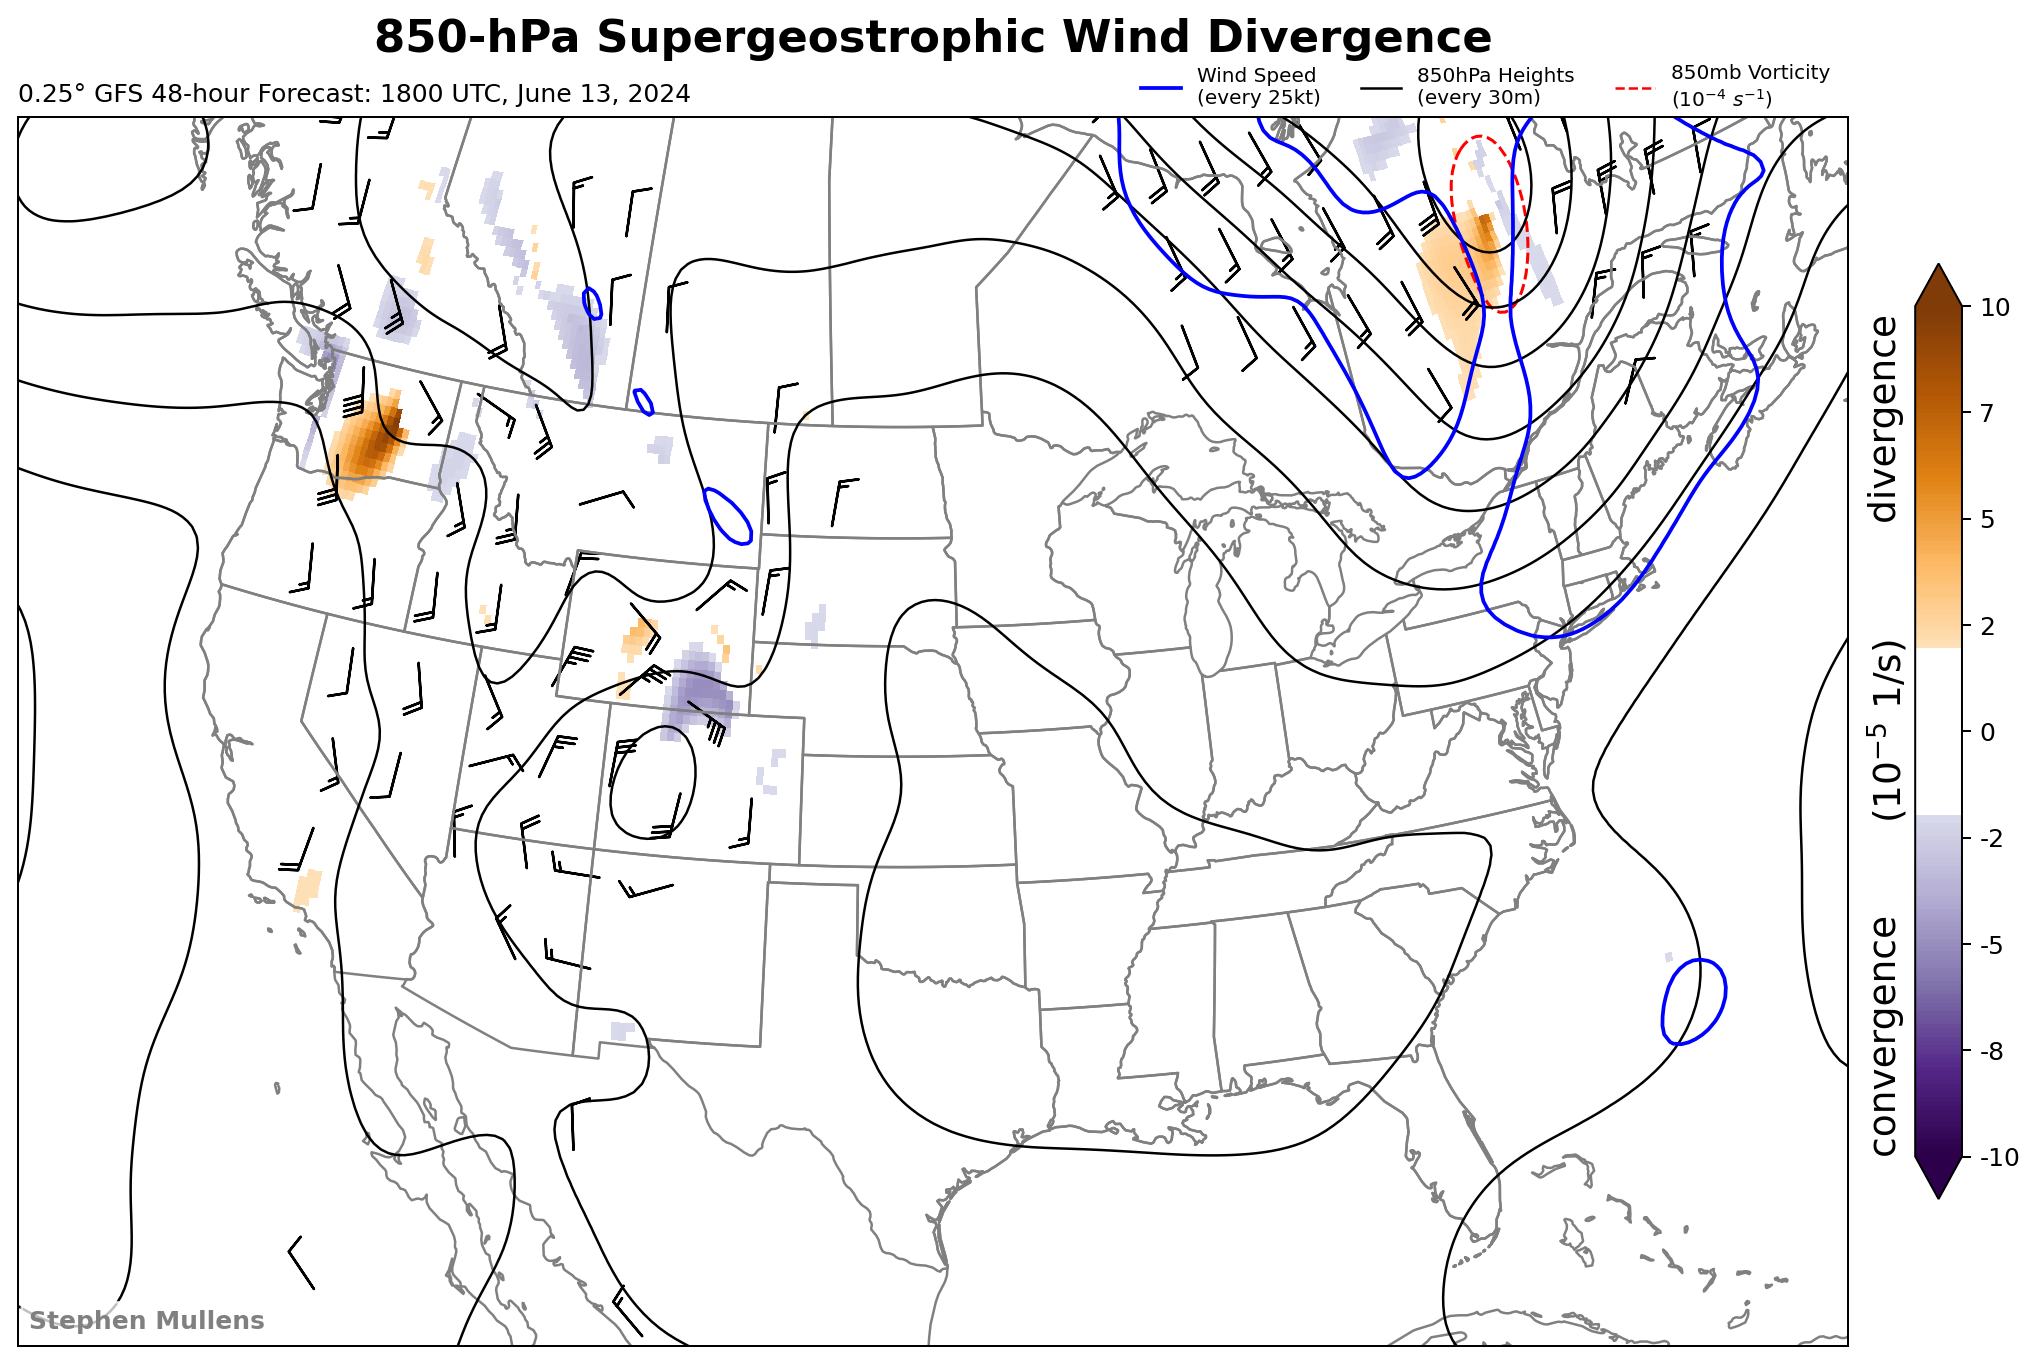 850-hPa Supergeostrophic Wind Divergence
0.25° GFS 48-hour Forecast: 1800 UTC, June 13, 2024
Wind Speed
(every 25kt)
850hPa Heights
(every 30m)
850mb Vorticity
(10⁻⁴ s⁻¹)
10
7
5
2
0
-2
-5
-8
-10
convergence (10⁻⁵ 1/s) divergence
Stephen Mullens